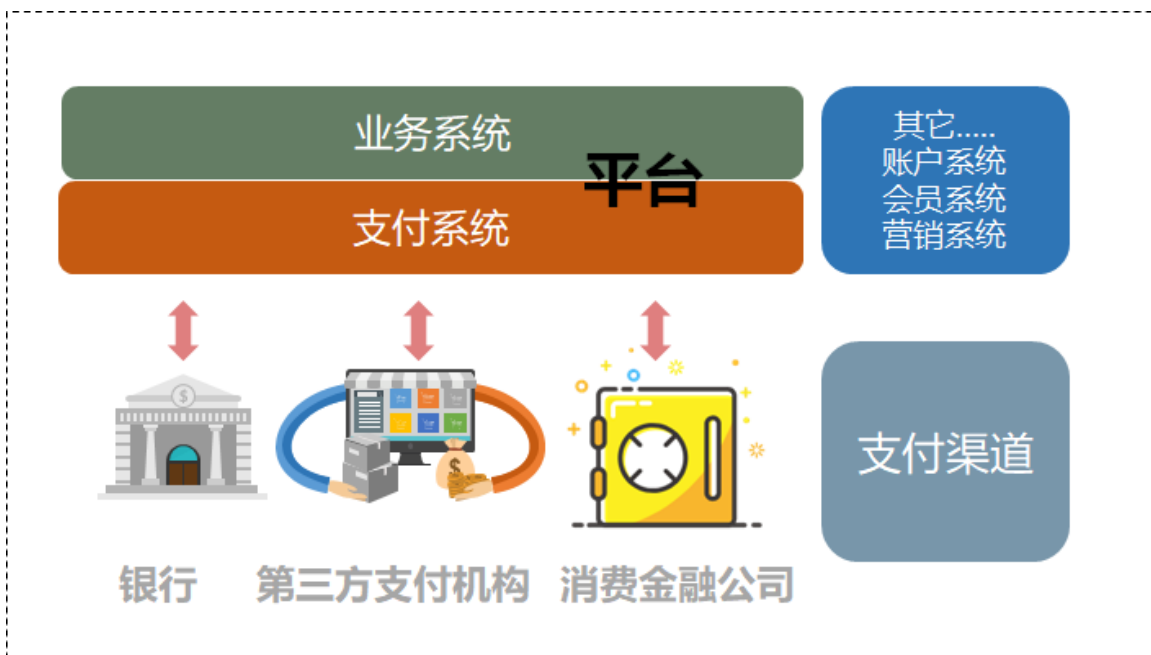 业务系统
平台
支付系统
其它.....
账户系统
会员系统
营销系统
支付渠道
银行
第三方支付机构
消费金融公司